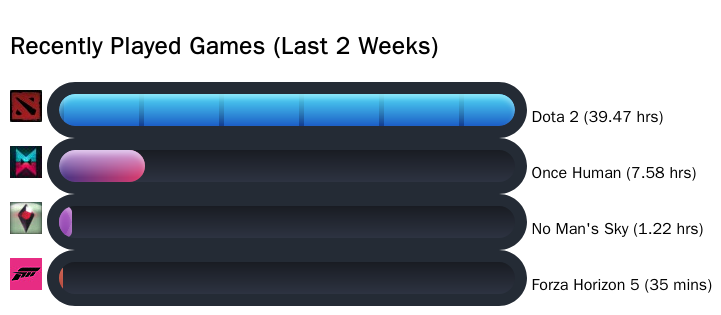 Recently Played Games (Last 2 Weeks)
Dota 2 (39.47 hrs)
Once Human (7.58 hrs)
No Man's Sky (1.22 hrs)
Forza Horizon 5 (35 mins)